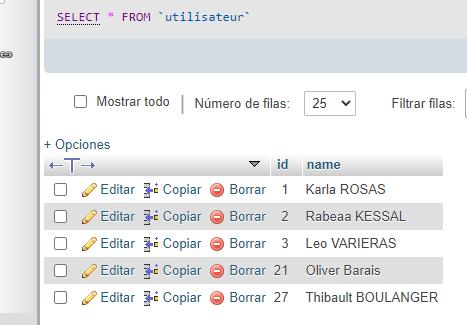 SELECT * FROM `utilisateur`
Mostrar todo | Número de filas: 25 Filtrar filas:
+ Opciones
←T→ id name
Editar Copiar Borrar 1 Karla ROSAS
Editar Copiar Borrar 2 Rabeaa KESSAL
Editar Copiar Borrar 3 Leo VARIERAS
Editar Copiar Borrar 21 Oliver Barais
Editar Copiar Borrar 27 Thibault BOULANGER